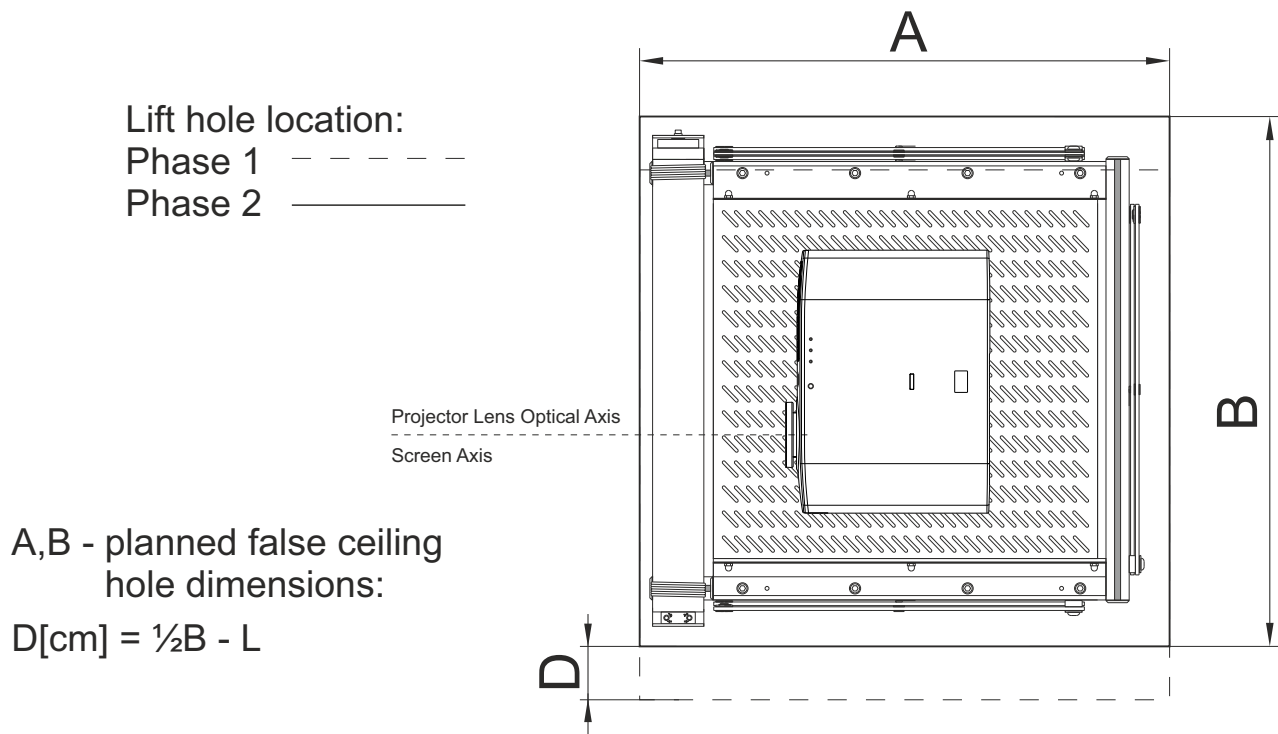 A
Lift hole location:
Phase 1
Phase 2
B
Projector Lens Optical Axis
Screen Axis
A,B - planned false ceiling
hole dimensions:
D[cm] = ½B - L
D